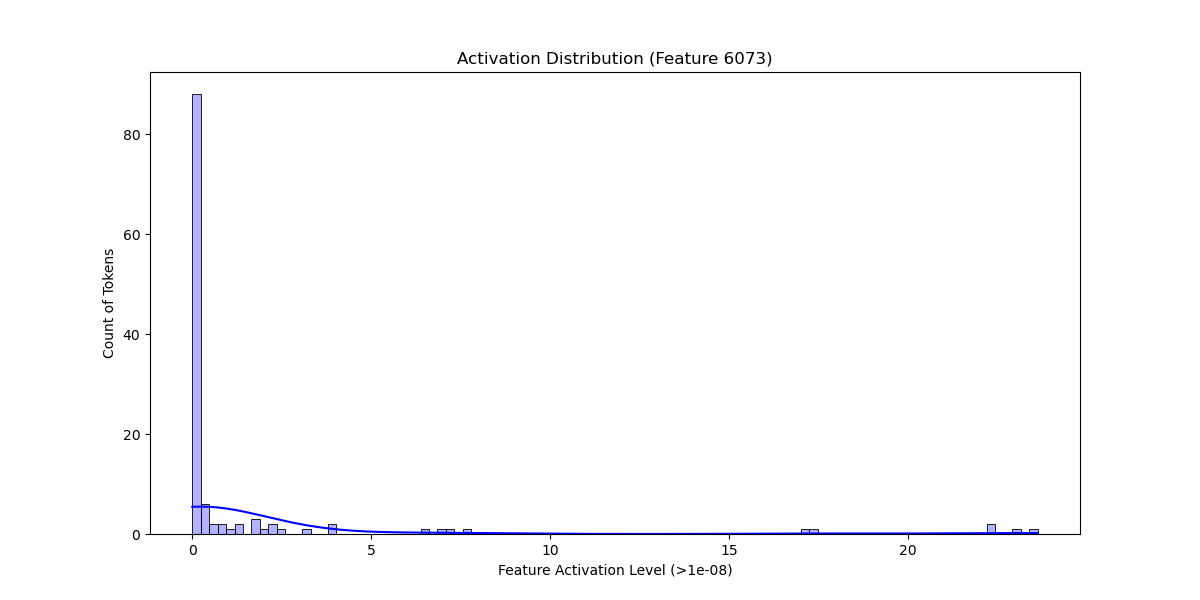 Activation Distribution (Feature 6073)
Count of Tokens
80
60
40
20
0
0 5 10 15 20
Feature Activation Level (>1e-08)